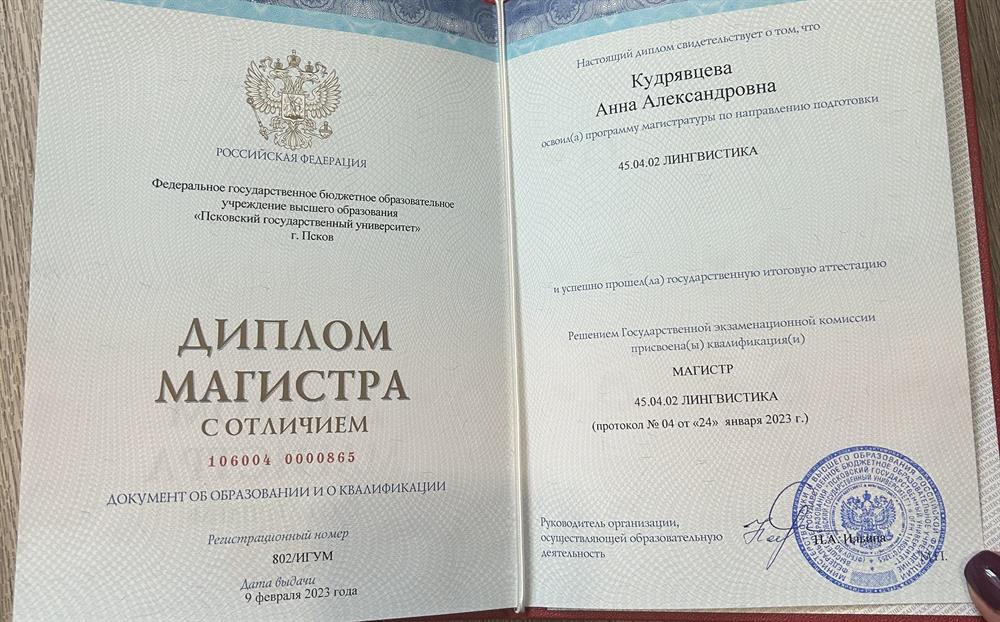 РОССИЙСКАЯ ФЕДЕРАЦИЯ
Федеральное государственное бюджетное образовательное
учреждение высшего образования
«Псковский государственный университет»
г. Псков
ДИПЛОМ
МАГИСТРА
С ОТЛИЧИЕМ
106004 0000865
ДОКУМЕНТ ОБ ОБРАЗОВАНИИ И О КВАЛИФИКАЦИИ
Регистрационный номер
802/ИГУМ
Дата выдачи
9 февраля 2023 года
Настоящий диплом свидетельствует о том, что
Кудрявцева
Анна Александровна
освоил(а) программу магистратуры по направлению подготовки
45.04.02 ЛИНГВИСТИКА
и успешно прошел(ла) государственную итоговую аттестацию
Решением Государственной экзаменационной комиссии
присвоена(ы) квалификация(и)
МАГИСТР
45.04.02 ЛИНГВИСТИКА
(протокол № 04 от «24» января 2023 г.)
Руководитель организации,
осуществляющей образовательную
деятельность
Н.А. Ильина
М.П.